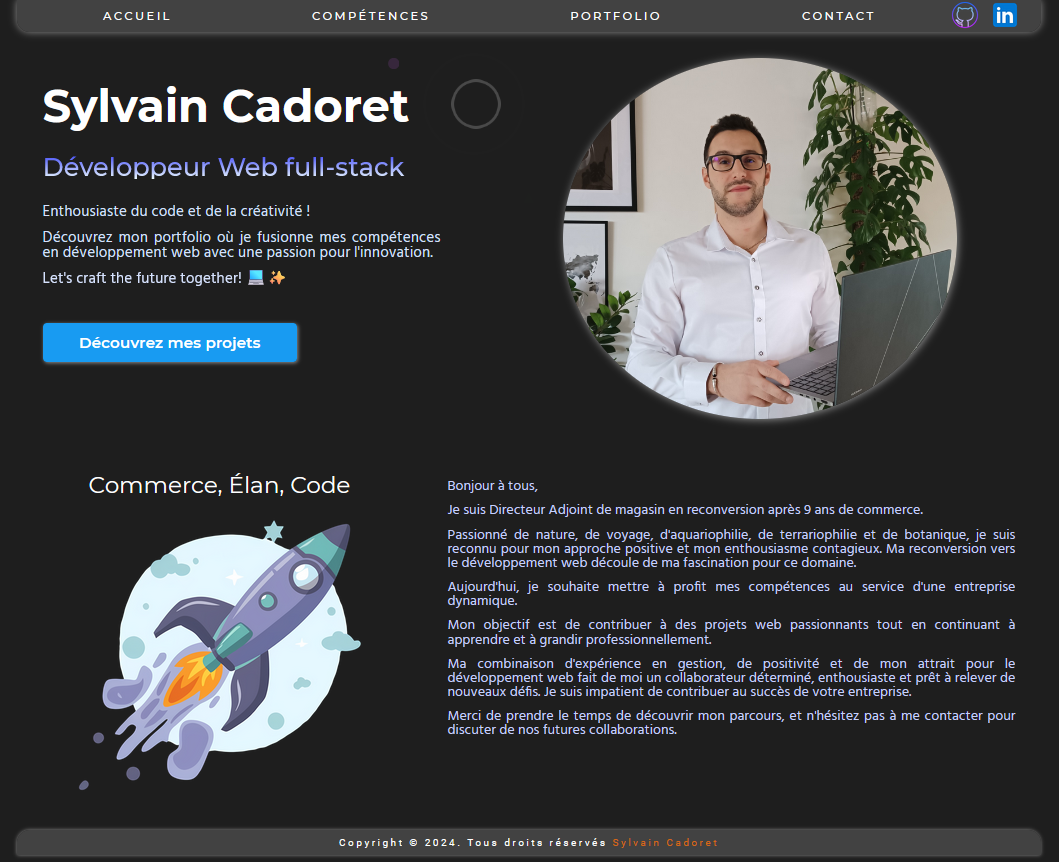 ACCUEIL
COMPÉTENCES
PORTFOLIO
CONTACT
in
Sylvain Cadoret
Développeur Web full-stack
Enthousiaste du code et de la créativité !
Découvrez mon portfolio où je fusionne mes compétences
en développement web avec une passion pour l'innovation.
Let's craft the future together! 💻 ✨
Découvrez mes projets
Commerce, Élan, Code
Bonjour à tous,
Je suis Directeur Adjoint de magasin en reconversion après 9 ans de commerce.
Passionné de nature, de voyage, d'aquariophilie, de terrariophilie et de botanique, je suis
reconnu pour mon approche positive et mon enthousiasme contagieux. Ma reconversion vers
le développement web découle de ma fascination pour ce domaine.
Aujourd'hui, je souhaite mettre à profit mes compétences au service d'une entreprise
dynamique.
Mon objectif est de contribuer à des projets web passionnants tout en continuant à
apprendre et à grandir professionnellement.
Ma combinaison d'expérience en gestion, de positivité et de mon attrait pour le
développement web fait de moi un collaborateur déterminé, enthousiaste et prêt à relever de
nouveaux défis. Je suis impatient de contribuer au succès de votre entreprise.
Merci de prendre le temps de découvrir mon parcours, et n'hésitez pas à me contacter pour
discuter de nos futures collaborations.
Copyright © 2024. Tous droits réservés Sylvain Cadoret